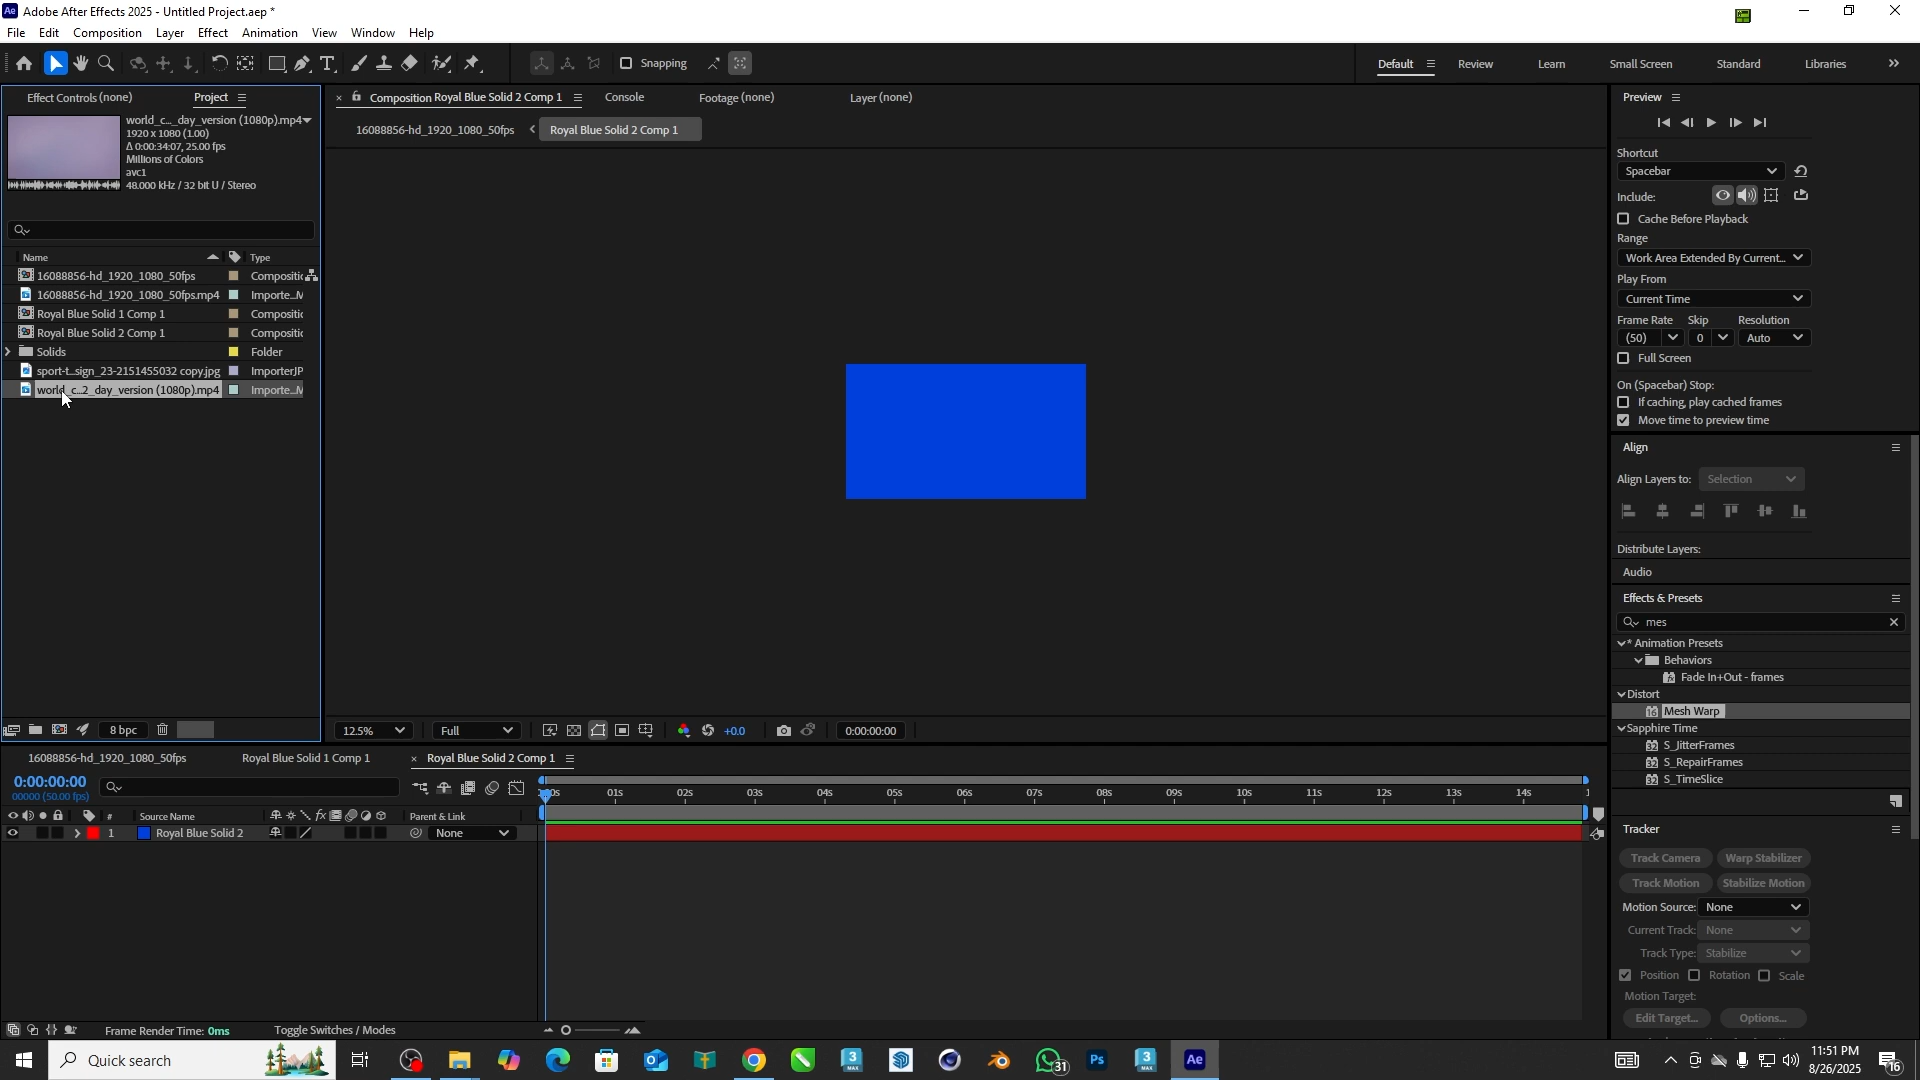 Adobe After Effects 2025 - Untitled Project.aep *
File Edit Composition Layer Effect Animation View Window Help
Snapping
Default Review Learn Small Screen Standard Libraries
Effect Controls (none) Project
Composition Royal Blue Solid 2 Comp 1 Console Footage (none) Layer (none)
16088856-hd_1920_1080_50fps Royal Blue Solid 2 Comp 1
world_c..._day_version (1080p).mp4
1920 x 1080 (1.00)
Δ 0:00:34:07, 25.00 fps
Millions of Colors
avc1
48.000 kHz / 32 bit U / Stereo
Name Type
16088856-hd_1920_1080_50fps Compositic
16088856-hd_1920_1080_50fps.mp4 Importe...M
Royal Blue Solid 1 Comp 1 Compositic
Royal Blue Solid 2 Comp 1 Compositic
Solids Folder
sport-t...sign_23-2151455032 copy.jpg ImporterJP
world_c...2_day_version (1080p).mp4 Importe...M
8 bpc
12.5% Full +0.0 0:00:00:00
Preview
Shortcut
Spacebar
Include:
Cache Before Playback
Range
Work Area Extended By Current...
Play From
Current Time
Frame Rate Skip Resolution
(50) 0 Auto
Full Screen
On (Spacebar) Stop:
If caching, play cached frames
Move time to preview time
Align
Align Layers to: Selection
Distribute Layers:
Audio
Effects & Presets
mes
* Animation Presets
Behaviors
Fade In+Out - frames
Distort
Mesh Warp
Sapphire Time
S_JitterFrames
S_RepairFrames
S_TimeSlice
Tracker
Track Camera Warp Stabilizer
Track Motion Stabilize Motion
Motion Source: None
Current Track: None
Track Type: Stabilize
Position Rotation Scale
Motion Target:
Edit Target... Options...
16088856-hd_1920_1080_50fps Royal Blue Solid 1 Comp 1 Royal Blue Solid 2 Comp 1
0:00:00:00
00000 (50.00 fps)
01s 02s 03s 04s 05s 06s 07s 08s 09s 10s 11s 12s 13s 14s
# Source Name Parent & Link
1 Royal Blue Solid 2 None
Frame Render Time: 0ms Toggle Switches / Modes
Quick search
31
11:51 PM
8/26/2025
16